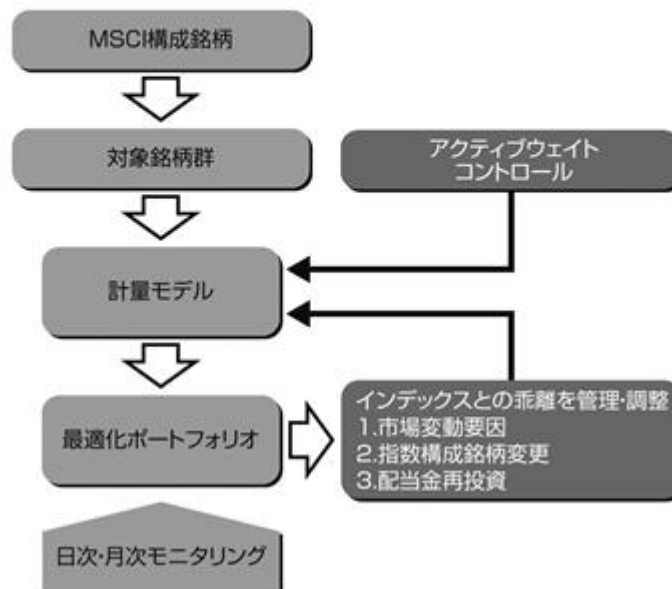 MSCI構成銘柄
対象銘柄群
アクティブウェイト
コントロール
計量モデル
最適化ポートフォリオ
インデックスとの乖離を管理・調整
1.市場変動要因
2.指数構成銘柄変更
3.配当金再投資
日次・月次モニタリング